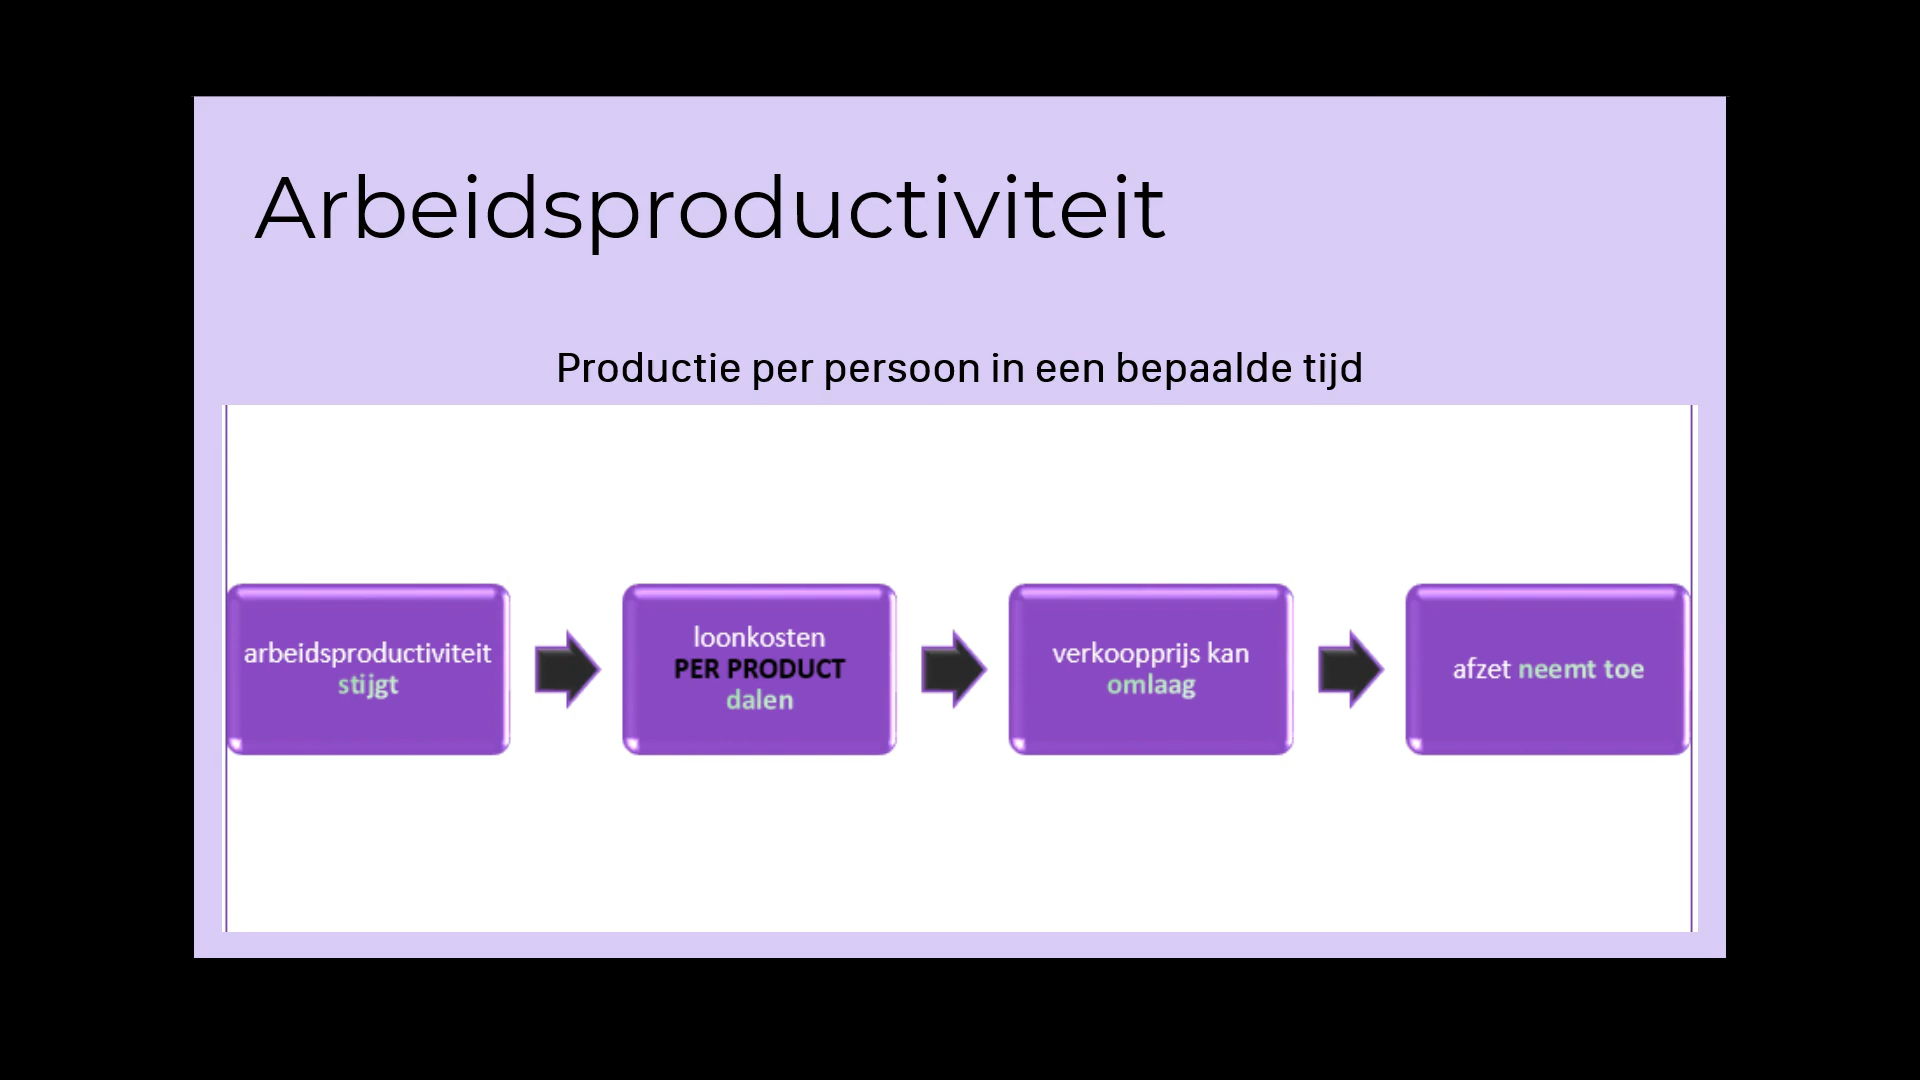 Arbeidsproductiviteit
Productie per persoon in een bepaalde tijd
arbeidsproductiviteit
stijgt
loonkosten
PER PRODUCT
dalen
verkoopprijs kan
omlaag
afzet neemt toe